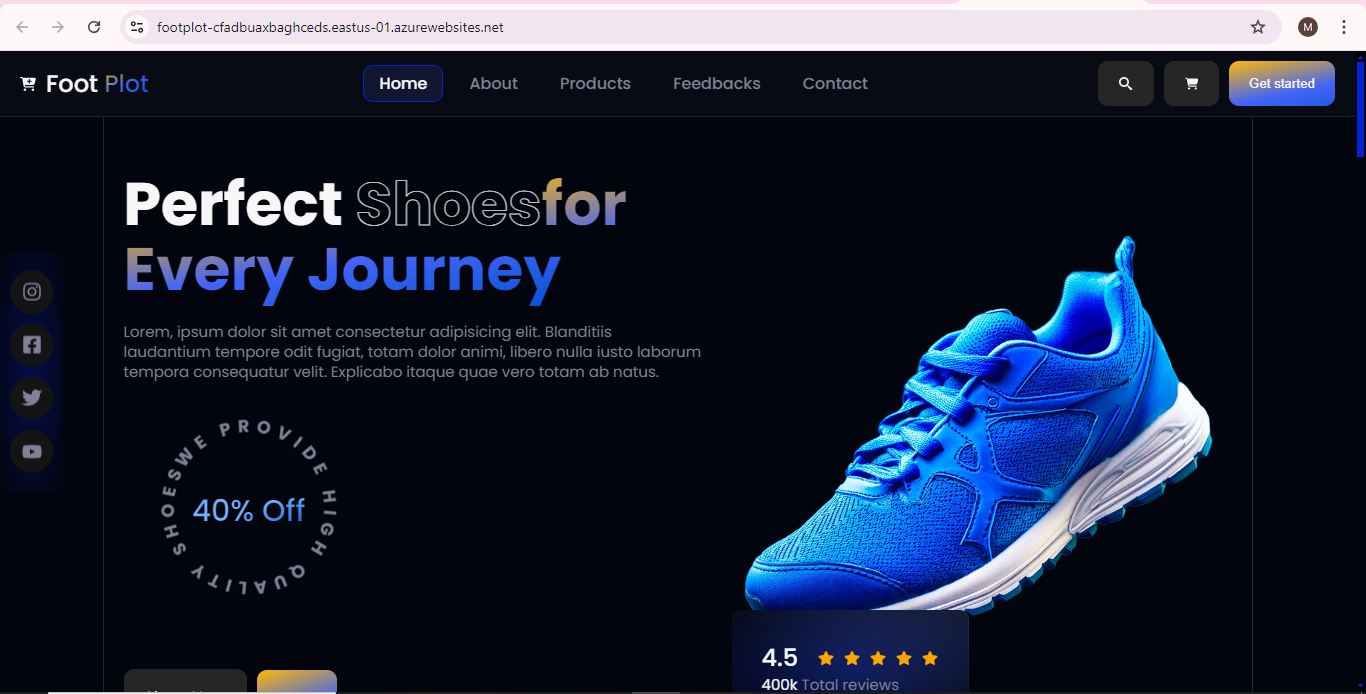 footplot-cfadbuaxbaghceds.eastus-01.azurewebsites.net
M
Foot Plot
Home
About
Products
Feedbacks
Contact
Get started
Perfect Shoesfor
Every Journey
Lorem, ipsum dolor sit amet consectetur adipisicing elit. Blanditiis
laudantium tempore odit fugiat, totam dolor animi, libero nulla iusto laborum
tempora consequatur velit. Explicabo itaque quae vero totam ab natus.
WE PROVIDE HIGH QUALITY SHOES
40% Off
4.5
400k Total reviews